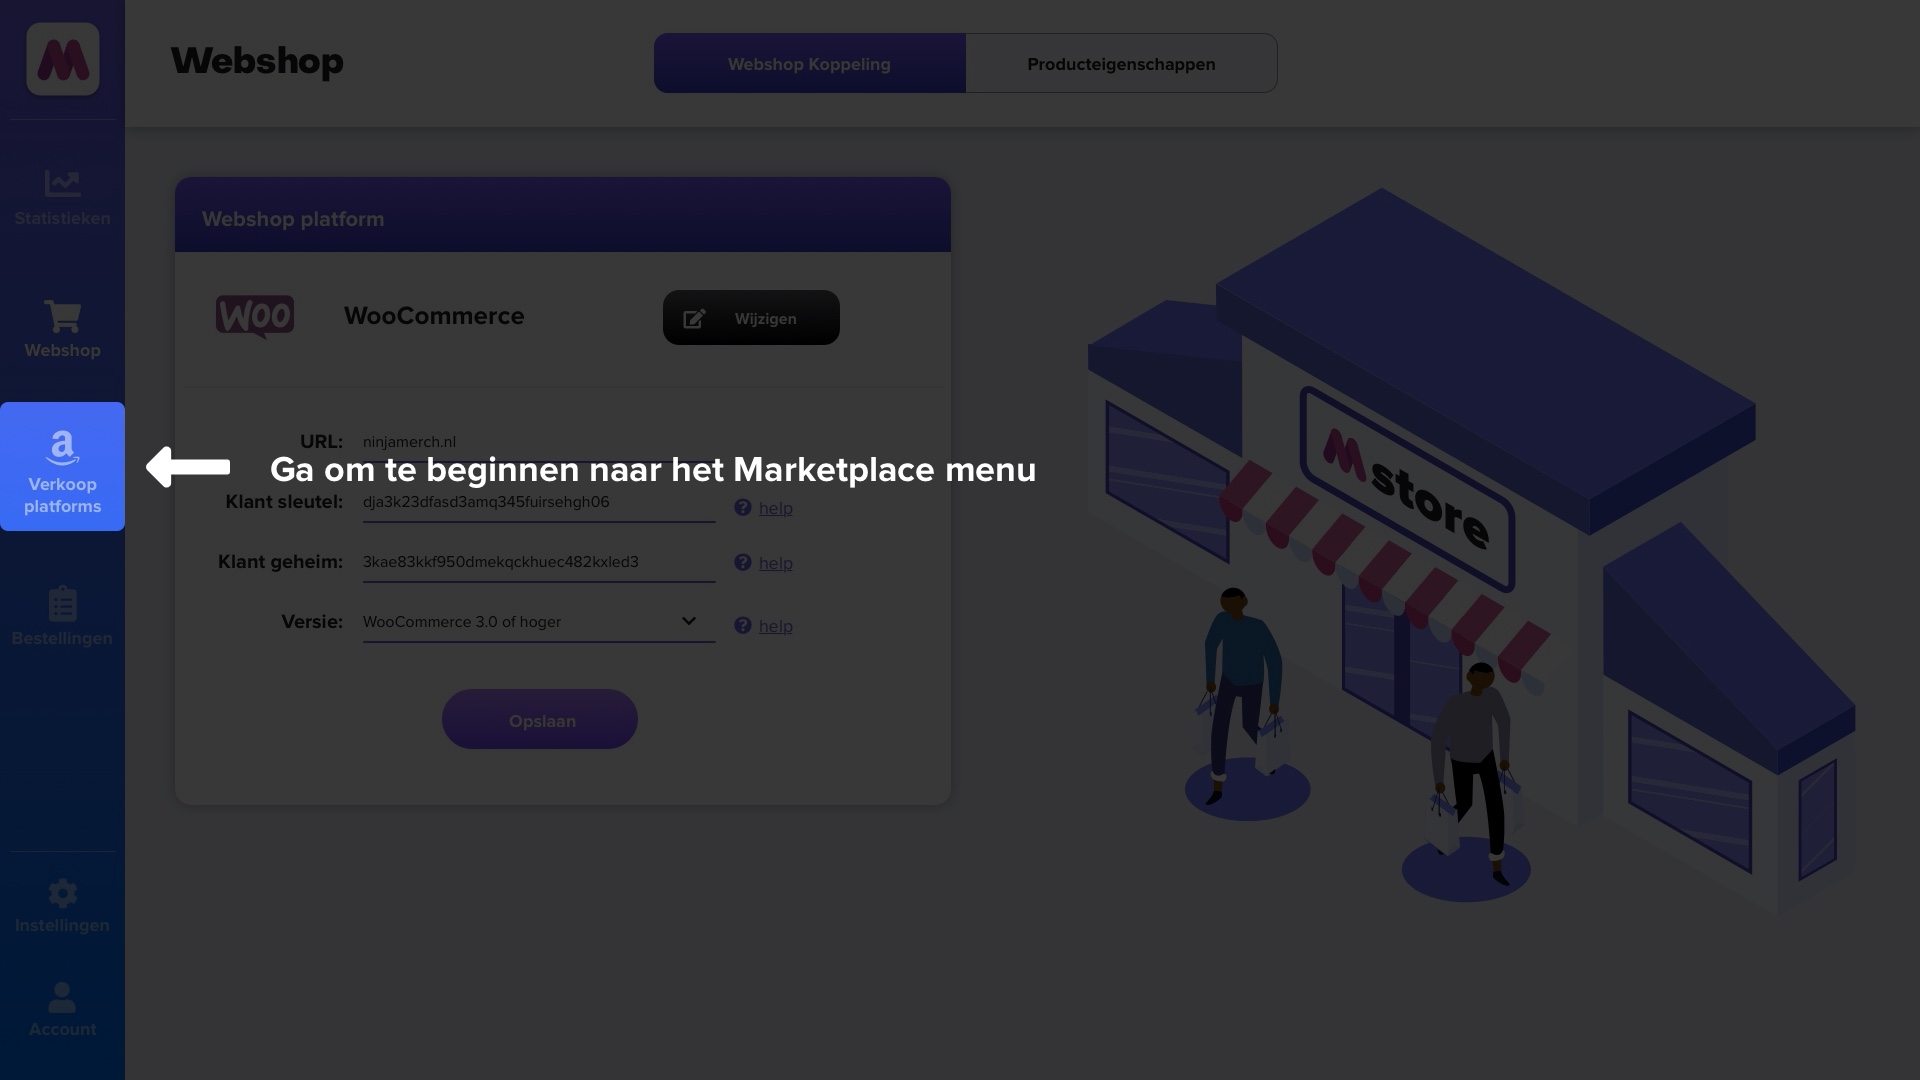 Webshop
Webshop Koppeling
Producteigenschappen
Statistieken
Webshop
Verkoop
platforms
Bestellingen
Instellingen
Account
Webshop platform
Woo
WooCommerce
Wijzigen
URL: ninjamerch.nl
Ga om te beginnen naar het Marketplace menu
Klant sleutel: dja3k23dfasd3amq345fuirsehgh06 help
Klant geheim: 3kae83kkf950dmekqckhuec482kxled3 help
Versie: WooCommerce 3.0 of hoger help
Opslaan
Mstore